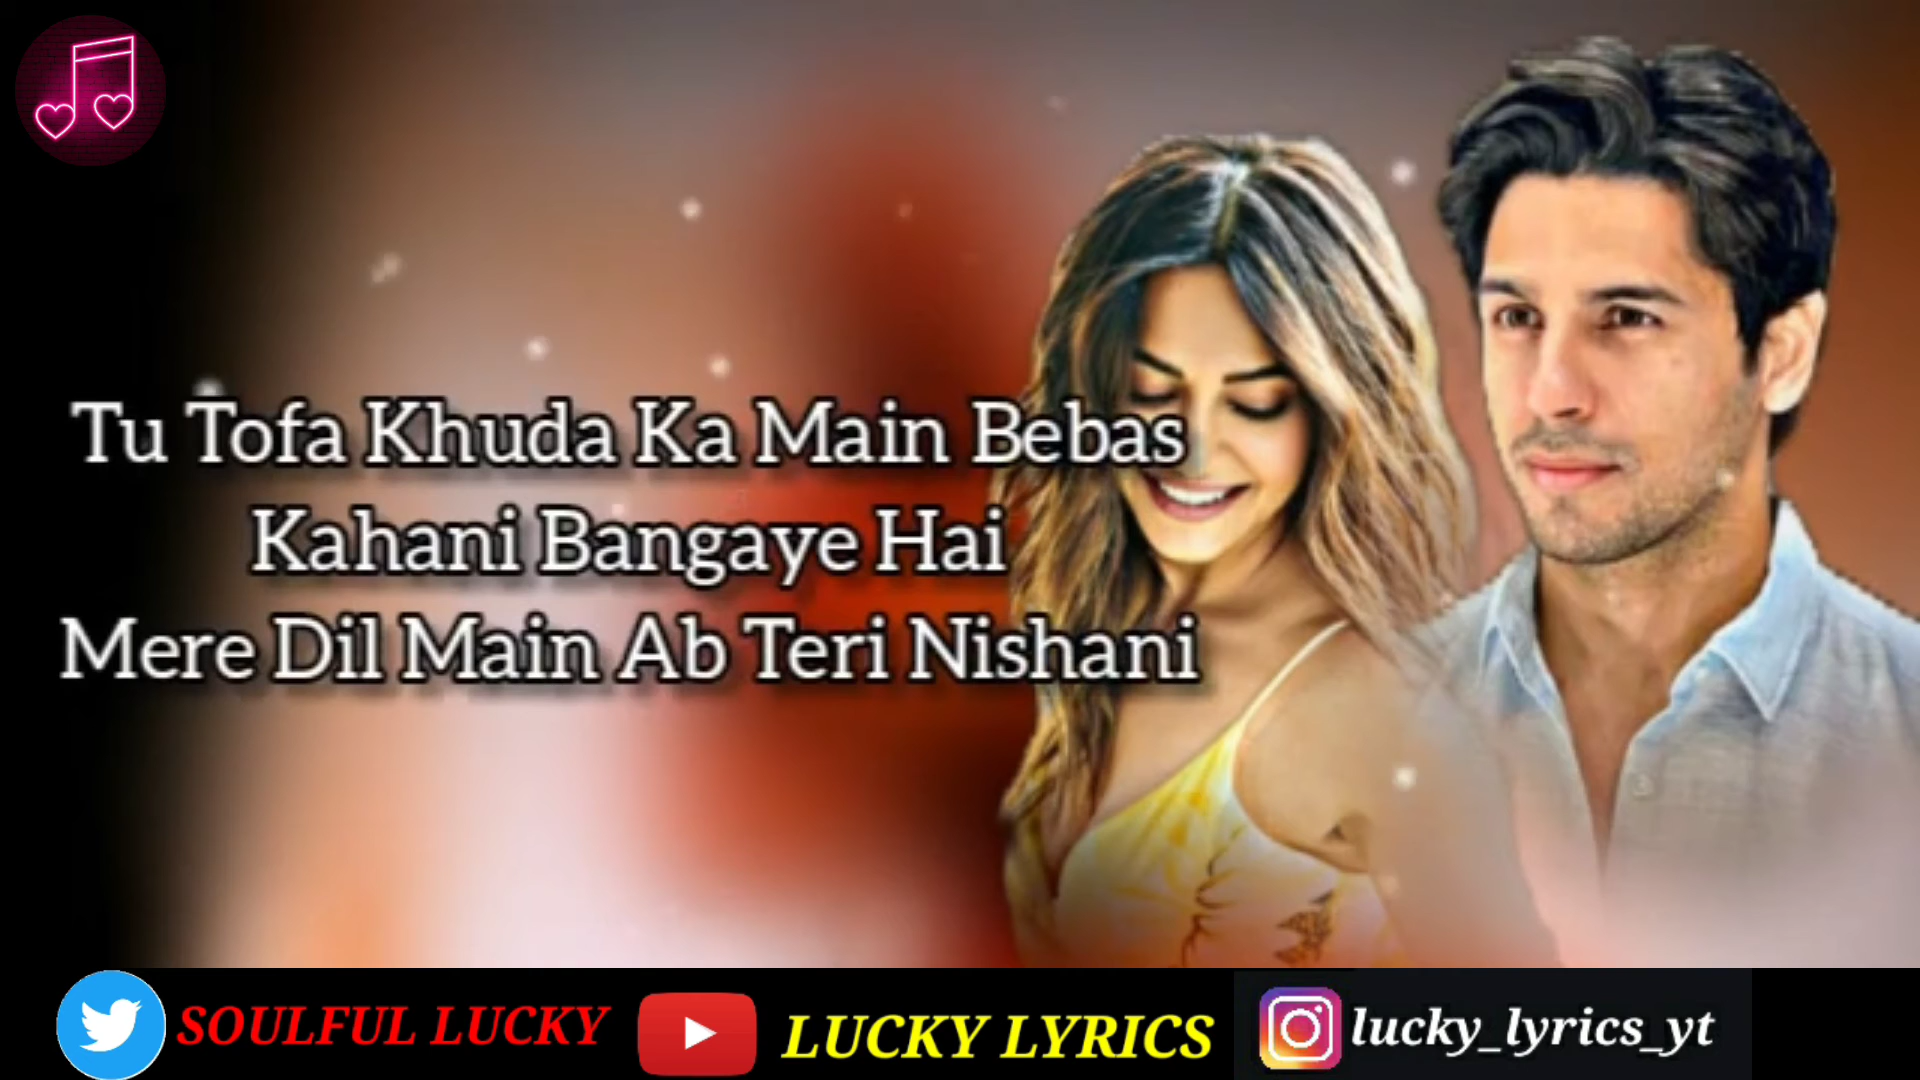 Tu Tofa Khuda Ka Main Bebas
Kahani Bangaye Hai
Mere Dil Main Ab Teri Nishani
SOULFUL LUCKY
LUCKY LYRICS
lucky_lyrics_yt